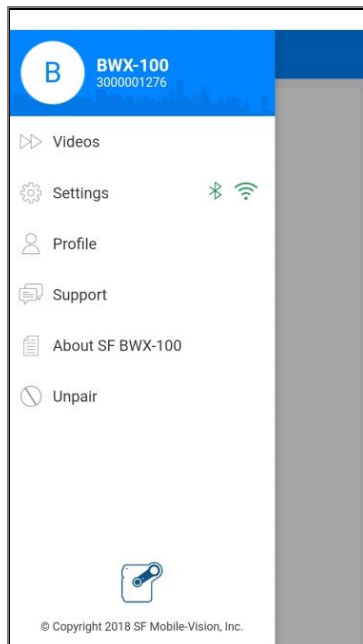 B
BWX-100
3000001276
Videos
Settings
Profile
Support
About SF BWX-100
Unpair
© Copyright 2018 SF Mobile-Vision, Inc.